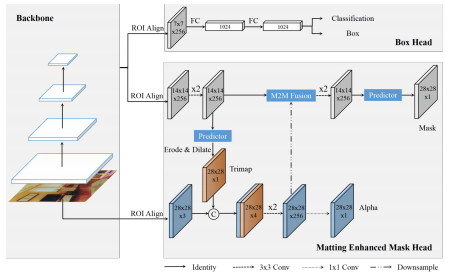 Backbone
ROI Align
7x7
x256
FC
1024
FC
1024
Classification
Box
Box Head
ROI Align
14x14
x256
x2
14x14
x256
M2M Fusion
x2
14x14
x256
Predictor
28x28
x1
Mask
Predictor
Erode & Dilate
28x28
x1
Trimap
ROI Align
28x28
x3
C
28x28
x4
x2
28x28
x256
28x28
x1
Alpha
Matting Enhanced Mask Head
Identity
3x3 Conv
1x1 Conv
Downsample